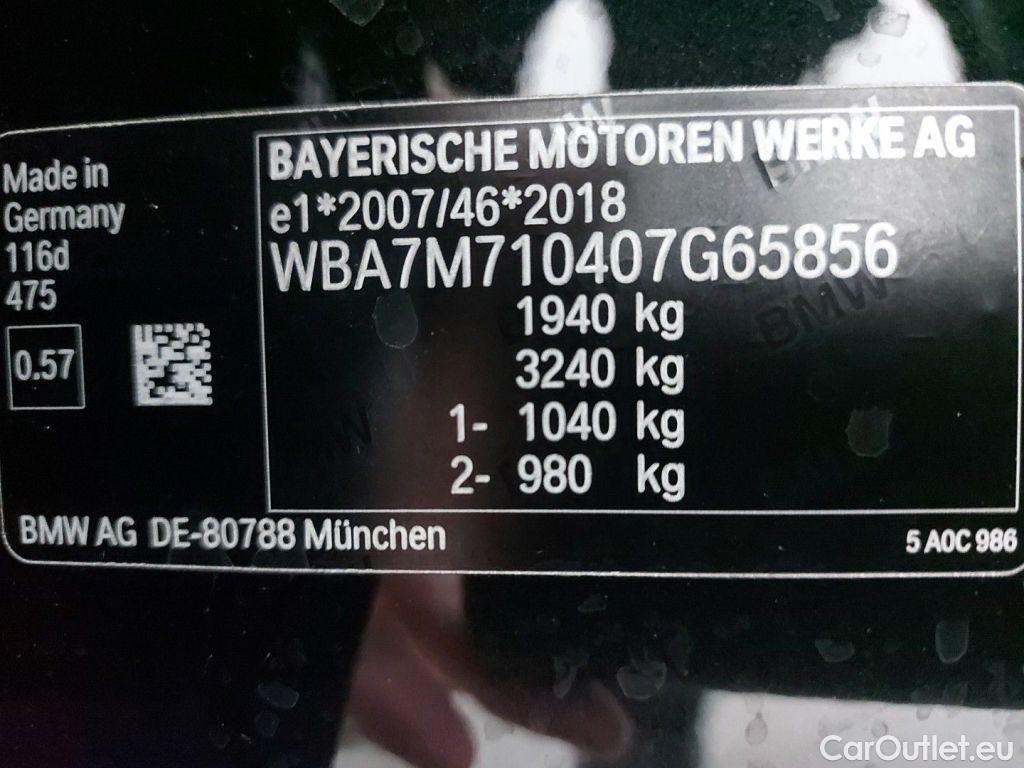 Made in
Germany
116d
475
0.57
BAYERISCHE MOTOREN WERKE AG
e1*2007/46*2018
WBA7M710407G65856
1940 kg
3240 kg
1- 1040 kg
2- 980 kg
BMW AG DE-80788 München
5 A0C 986
BMW
CarOutlet.eu